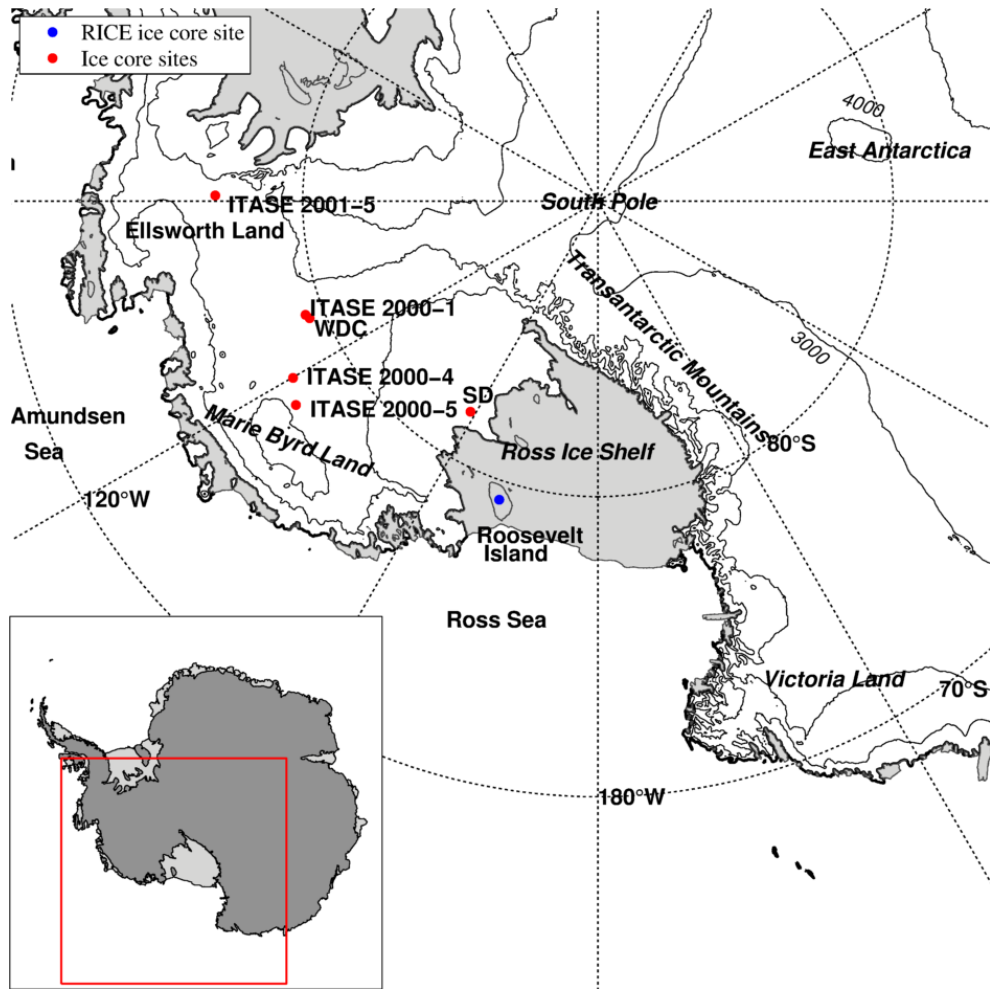 RICE ice core site
Ice core sites
4000
East Antarctica
South Pole
ITASE 2001-5
Ellsworth Land
Transantarctic Mountains
ITASE 2000-1
WDC
3000
ITASE 2000-4
SD
ITASE 2000-5
Amundsen
Sea
Marie Byrd Land
Ross Ice Shelf
80°S
120°W
Roosevelt
Island
Ross Sea
Victoria Land
70°S
180°W